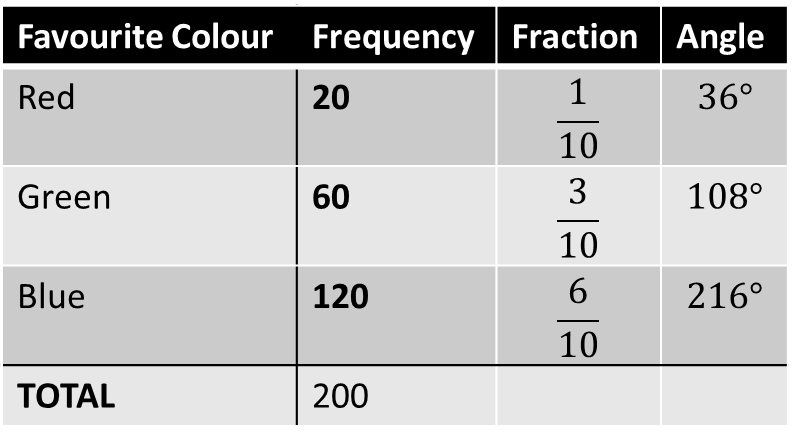 Favourite Colour Frequency Fraction Angle
Red 20 1/10 36°
Green 60 3/10 108°
Blue 120 6/10 216°
TOTAL 200